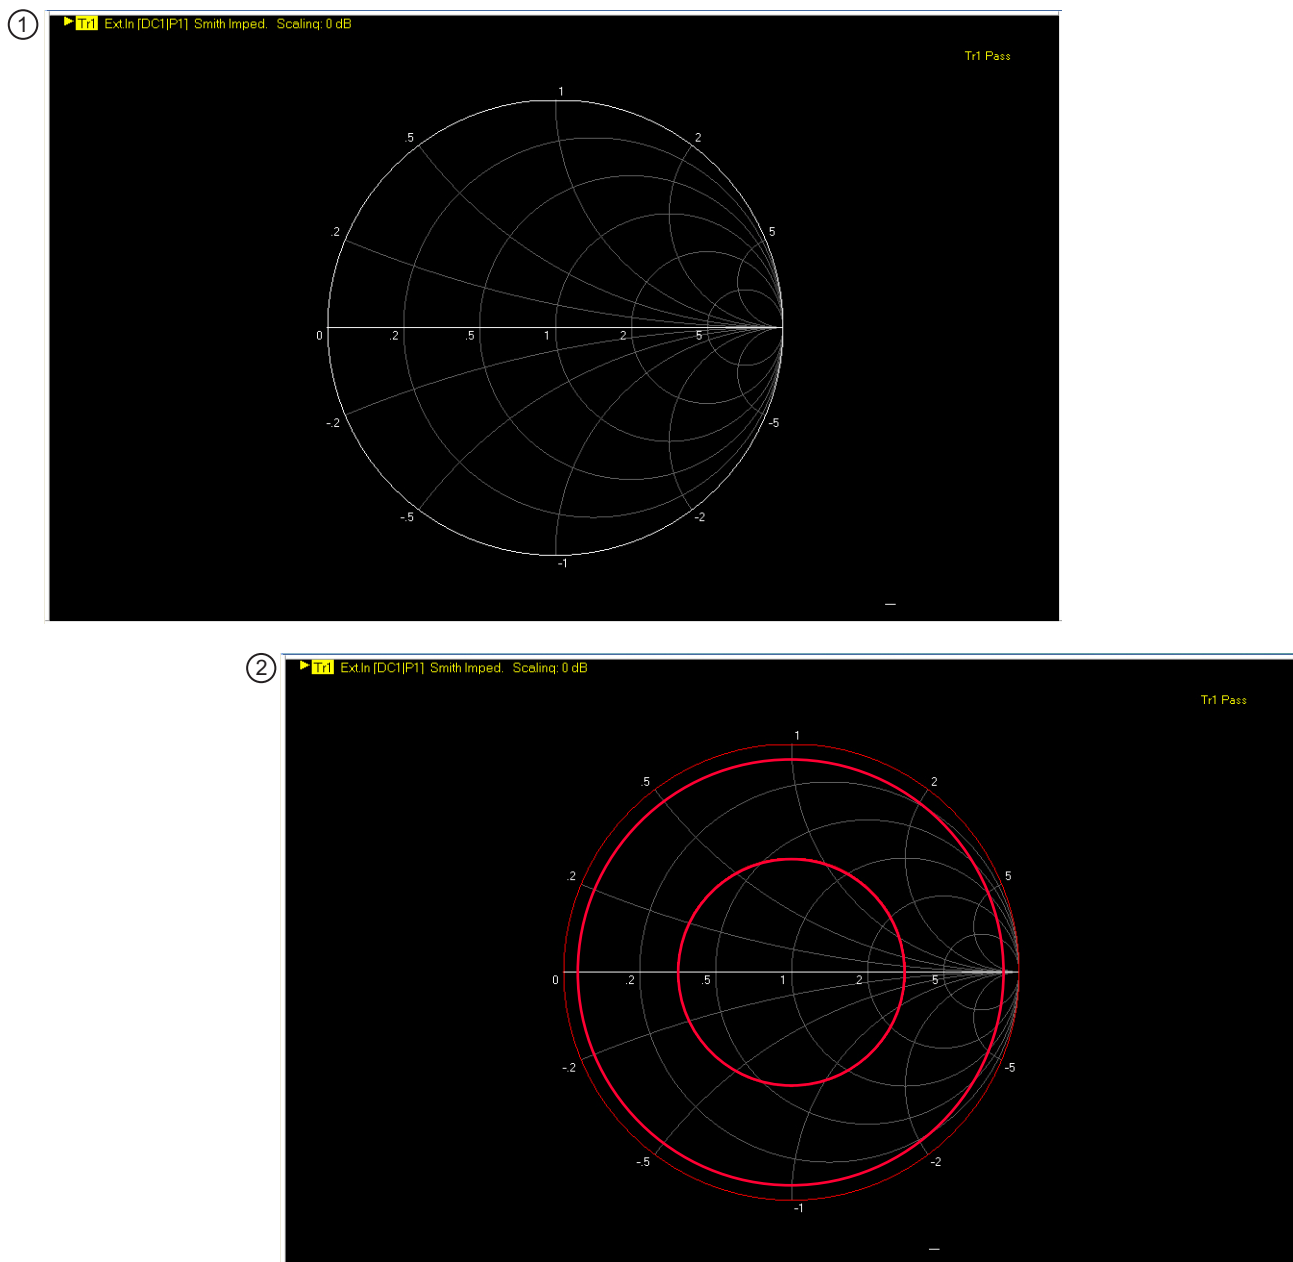 ①
Tr1 Ext.In [DC1|P1] Smith Imped. Scaling: 0 dB
Tr1 Pass
1
.5 2
.2 5
0 .2 .5 1 2 5
-.2 -5
-.5 -2
-1
②
Tr1 Ext.In [DC1|P1] Smith Imped. Scaling: 0 dB
Tr1 Pass
1
.5 2
.2 5
0 .2 .5 1 2 5
-.2 -5
-.5 -2
-1